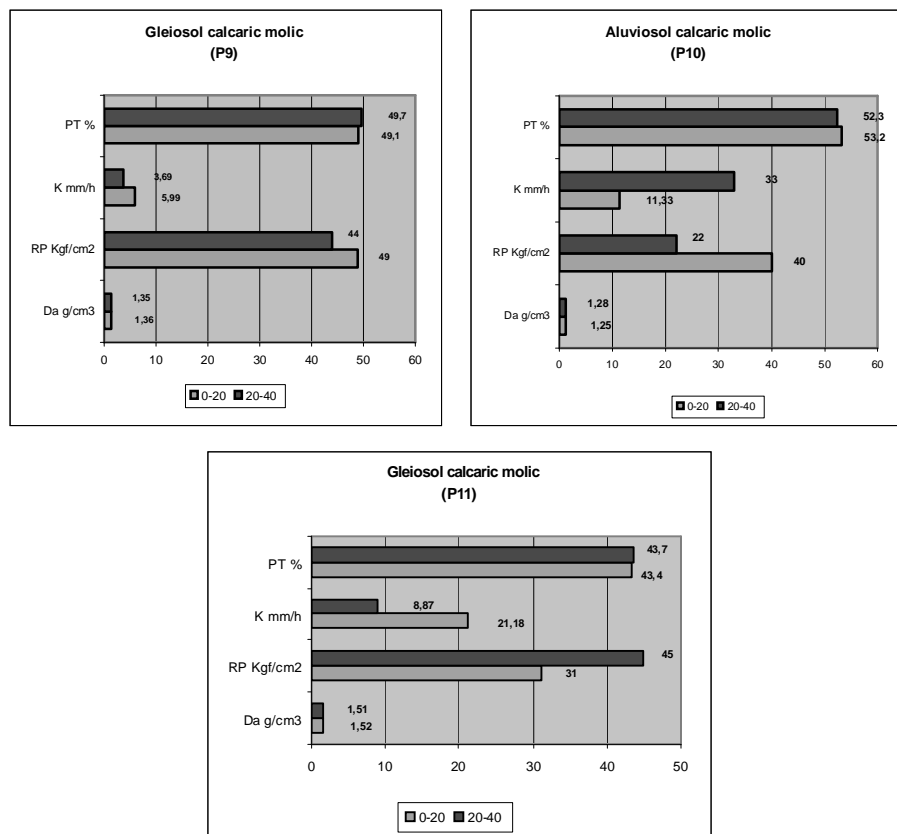 Gleiosol calcaric molic
(P9)
PT %
49,7
49,1
K mm/h
3,69
5,99
RP Kgf/cm2
44
49
Da g/cm3
1,35
1,36
0 10 20 30 40 50 60
0-20 20-40
Aluviosol calcaric molic
(P10)
PT %
52,3
53,2
K mm/h
33
11,33
RP Kgf/cm2
22
40
Da g/cm3
1,28
1,25
0 10 20 30 40 50 60
0-20 20-40
Gleiosol calcaric molic
(P11)
PT %
43,7
43,4
K mm/h
8,87
21,18
RP Kgf/cm2
45
31
Da g/cm3
1,51
1,52
0 10 20 30 40 50
0-20 20-40